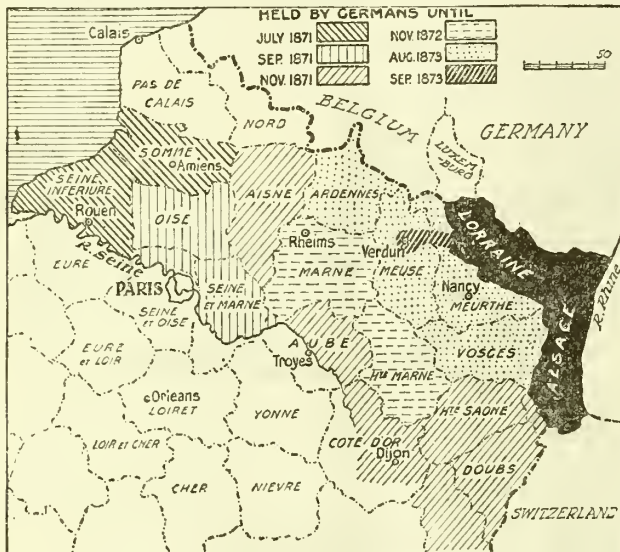 HELD BY GERMANS UNTIL
JULY 1871
NOV. 1872
SEP. 1871
AUG. 1873
NOV. 1871
SEP. 1873
50
Calais
PAS DE
CALAIS
NORD
BELGIUM
GERMANY
LUXEM
-BURG
SOMME
Amiens
SEINE
INFERIURE
Rouen
OISE
AISNE
ARDENNES
Rheims
Verdun
LORRAINE
R. Seine
EURE
PARIS
SEINE
ET MARNE
MARNE
MEUSE
Nancy
MEURTHE
R. Rhine
SEINE
ET OISE
AUBE
Troyes
VOSGES
ALSACE
EURE
ET LOIR
Hte MARNE
Orleans
LOIRET
YONNE
Hte SAONE
LOIR ET CHER
COTE D'OR
Dijon
DOUBS
CHER
NIEVRE
SWITZERLAND